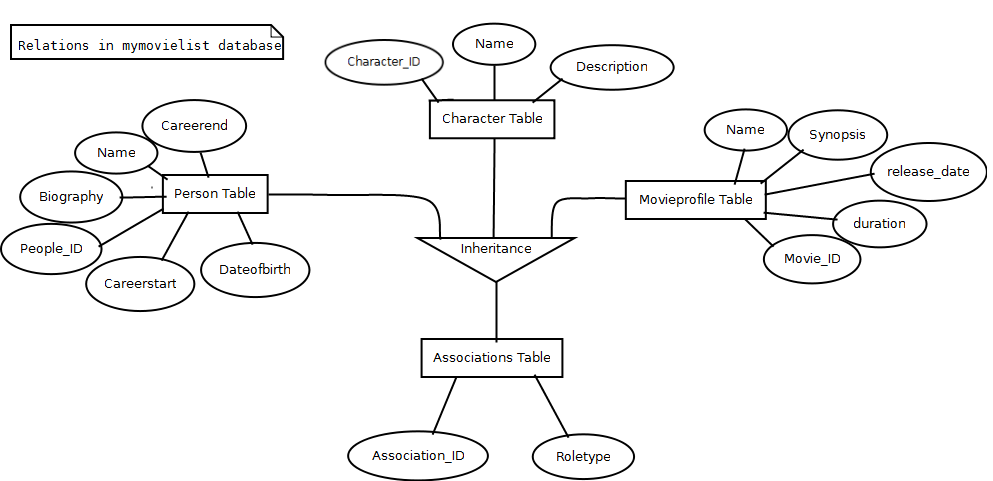 Relations in mymovielist database
Name
Character_ID
Description
Character Table
Careerend
Name
Biography
Person Table
People_ID
Careerstart
Dateofbirth
Name
Synopsis
release_date
Movieprofile Table
duration
Movie_ID
Inheritance
Associations Table
Association_ID
Roletype